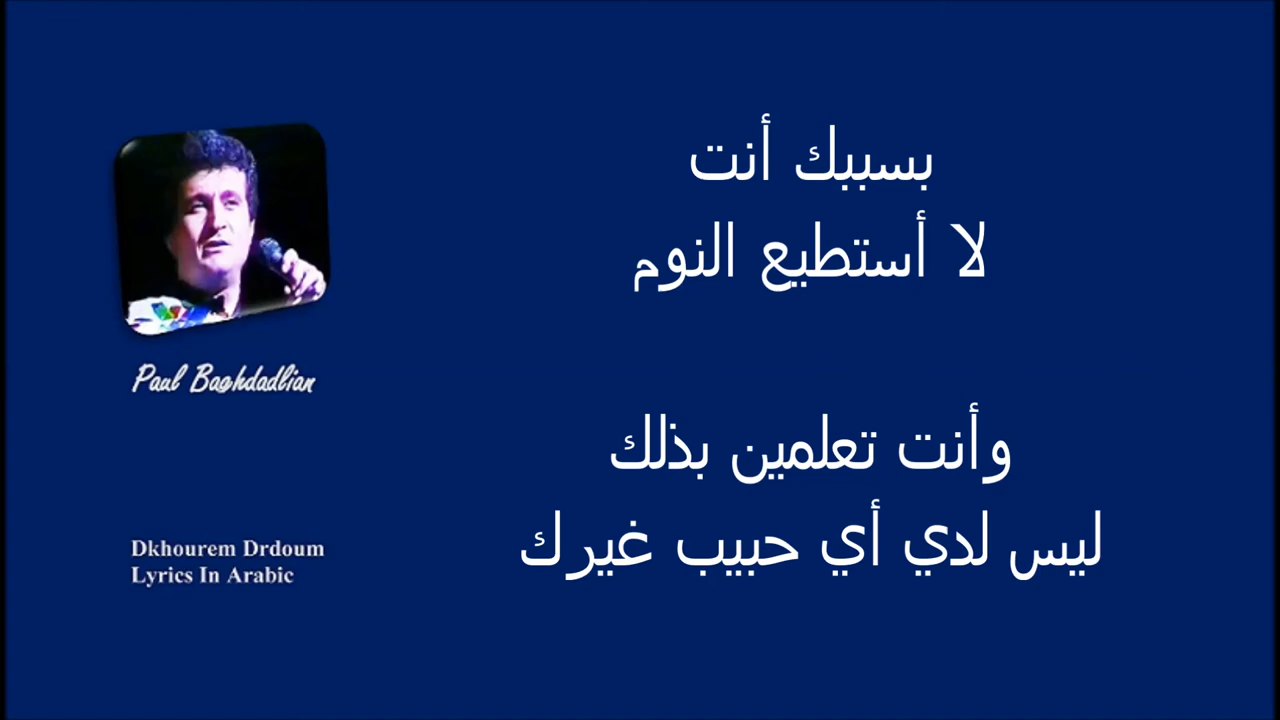 بسببك أنت
لا أستطيع النوم
وأنت تعلمين بذلك
ليس لدي أي حبيب غيرك
Paul Baghdadlian
Dkhourem Drdoum
Lyrics In Arabic